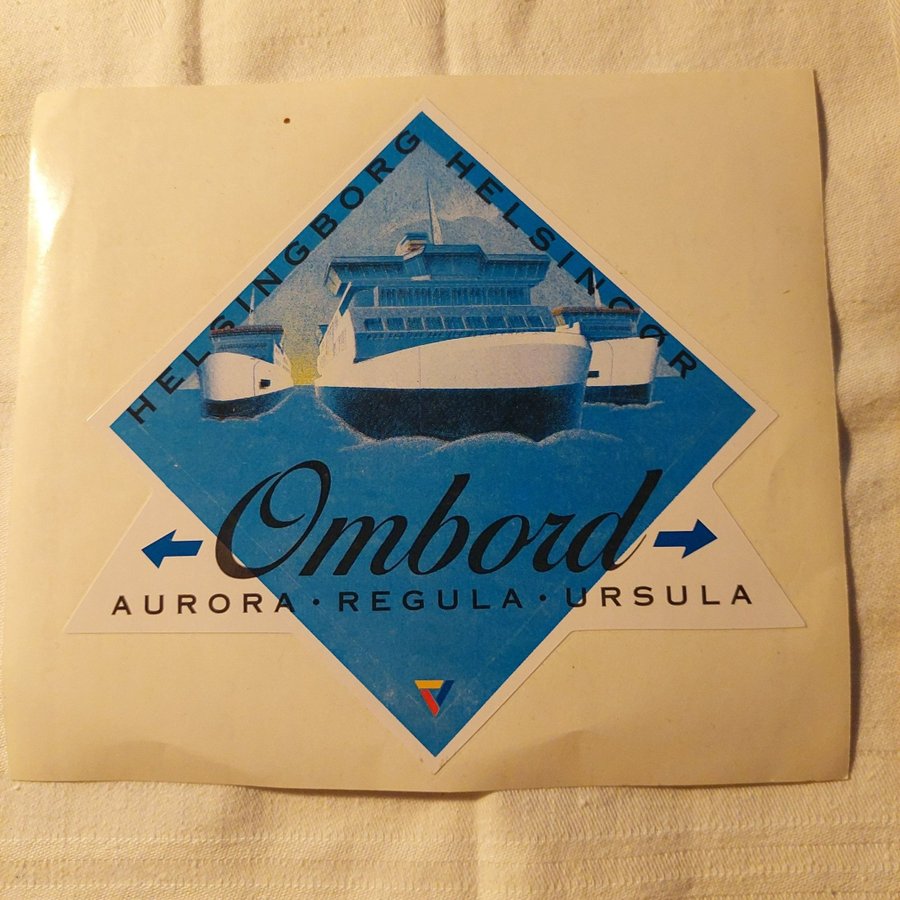 HELSINGBORG HELSINGØR
Ombord
AURORA · REGULA · URSULA